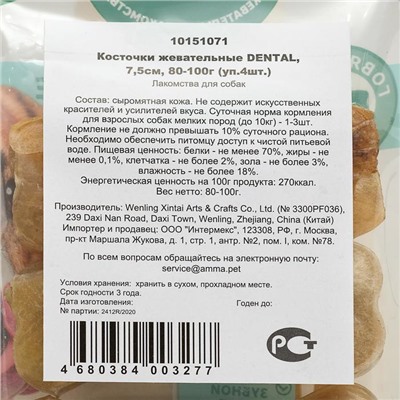 10151071
Косточки жевательные DENTAL,
7,5см, 80-100г (уп.4шт.)
Лакомства для собак
Состав: сыромятная кожа. Не содержит искусственных
красителей и усилителей вкуса. Суточная норма кормления
для взрослых собак мелких пород (до 10кг) - 1-3шт.
Кормление не должно превышать 10% суточного рациона.
Необходимо обеспечить питомцу доступ к чистой питьевой
воде. Пищевая ценность: белки - не менее 70%, жиры - не
менее 0,1%, клетчатка - не более 2%, зола - не более 3%,
влажность - не более 18%.
Энергетическая ценность на 100г продукта: 270ккал.
Вес нетто: 80-100г.
Производитель: Wenling Xintai Arts & Crafts Co., Ltd. (№ 3300PF036),
239 Daxi Nan Road, Daxi Town, Wenling, Zhejiang, China (Китай)
Импортер и продавец: ООО "Интермекс", 123308, РФ, г. Москва,
пр-кт Маршала Жукова, д. 1, стр. 1, антр. №2, пом. I, ком. №78.
По всем вопросам обращайтесь на электронную почту:
service@amma.pet
Условия хранения: хранить в сухом, прохладном месте.
Срок годности 3 года.
Дата изготовления: Годен до:
№ партии: 2412R/2020
4 680384 003277
РСТ
ЗУБНОЙ